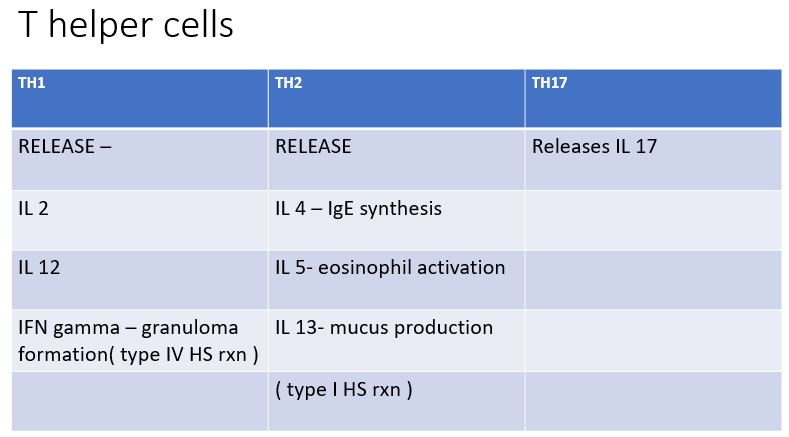 T helper cells
TH1
TH2
TH17
RELEASE –
RELEASE
Releases IL 17
IL 2
IL 4 – IgE synthesis
IL 12
IL 5- eosinophil activation
IFN gamma – granuloma
formation( type IV HS rxn )
IL 13- mucus production
( type I HS rxn )